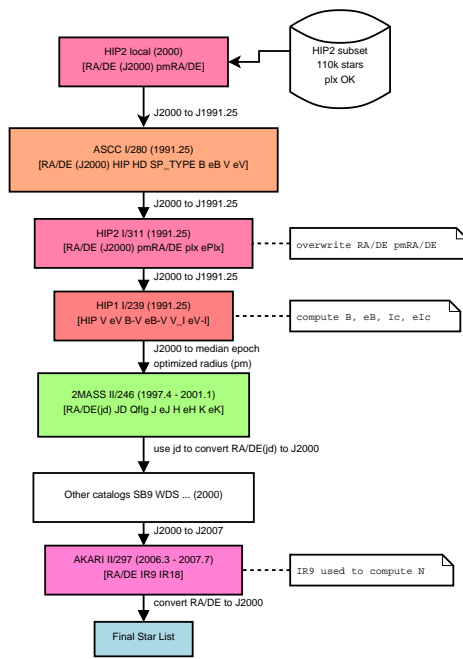 HIP2 local (2000)
[RA/DE (J2000) pmRA/DE]
HIP2 subset
110k stars
plx OK
J2000 to J1991.25
ASCC I/280 (1991.25)
[RA/DE (J2000) HIP HD SP_TYPE B eB V eV]
J2000 to J1991.25
HIP2 I/311 (1991.25)
[RA/DE (J2000) pmRA/DE plx ePlx]
overwrite RA/DE pmRA/DE
J2000 to J1991.25
HIP1 I/239 (1991.25)
[HIP V eV B-V eB-V V_I eV-I]
compute B, eB, Ic, eIc
J2000 to median epoch
optimized radius (pm)
2MASS II/246 (1997.4 - 2001.1)
[RA/DE(jd) JD Qflg J eJ H eH K eK]
use jd to convert RA/DE(jd) to J2000
Other catalogs SB9 WDS ... (2000)
J2000 to J2007
AKARI II/297 (2006.3 - 2007.7)
[RA/DE IR9 IR18]
IR9 used to compute N
convert RA/DE to J2000
Final Star List